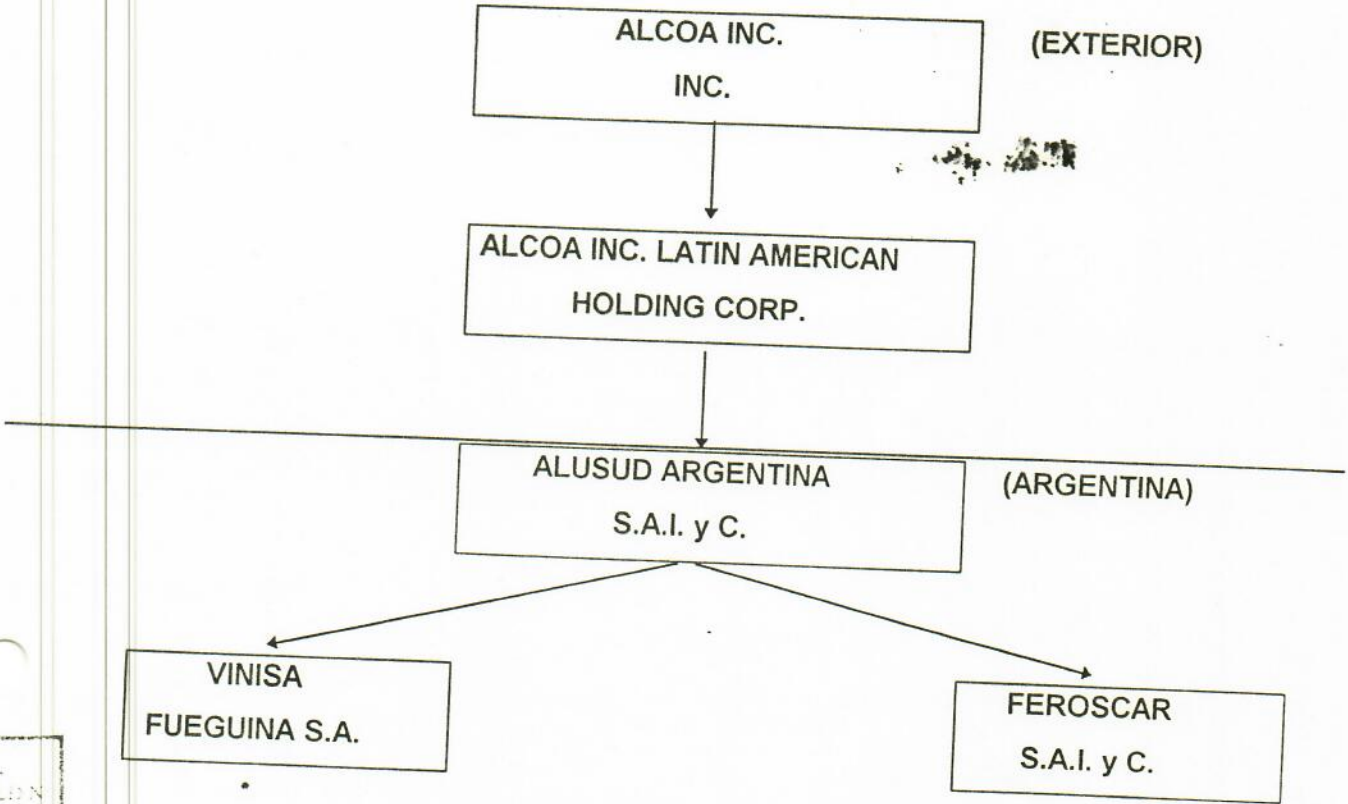 ALCOA INC.
INC.
(EXTERIOR)
ALCOA INC. LATIN AMERICAN
HOLDING CORP.
ALUSUD ARGENTINA
S.A.I. y C.
(ARGENTINA)
VINISA
FUEGUINA S.A.
FEROSCAR
S.A.I. y C.